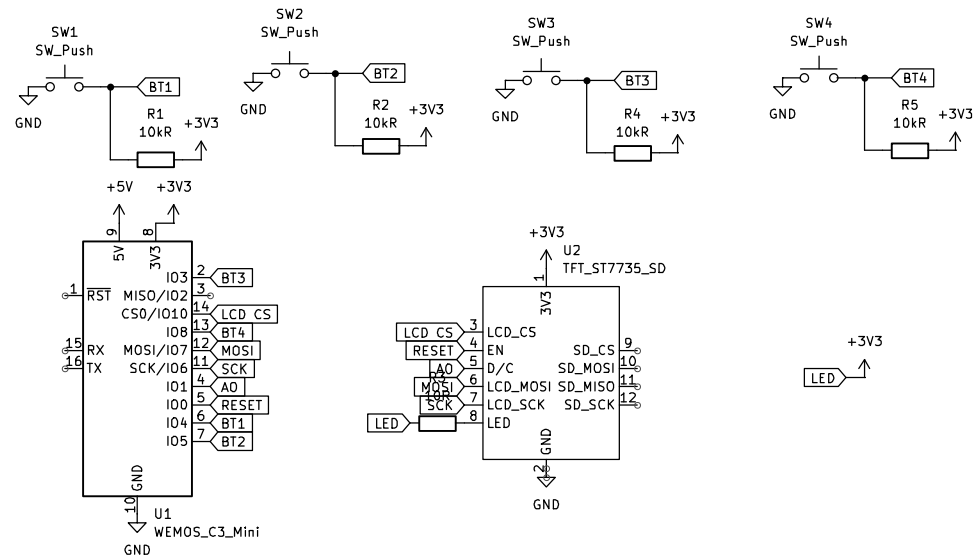 SW1
SW_Push
BT1
GND
R1
10kR
+3V3
SW2
SW_Push
BT2
GND
R2
10kR
+3V3
SW3
SW_Push
BT3
GND
R4
10kR
+3V3
SW4
SW_Push
BT4
GND
R5
10kR
+3V3
+5V
+3V3
9
8
5V
3V3
1
RST
15
RX
16
TX
IO3
2
BT3
MISO/IO2
3
CS0/IO10
14
LCD CS
IO8
13
BT4
MOSI/IO7
12
MOSI
SCK/IO6
11
SCK
IO1
4
AO
IO0
5
RESET
IO4
6
BT1
IO5
7
BT2
GND
10
U1
WEMOS_C3_Mini
GND
+3V3
U2
TFT_ST7735_SD
1
3V3
LCD CS
3
LCD_CS
RESET
4
EN
AO
5
D/C
R3
10R
MOSI
6
LCD_MOSI
SCK
7
LCD_SCK
LED
8
LED
SD_CS
9
SD_MOSI
10
SD_MISO
11
SD_SCK
12
GND
2
GND
+3V3
LED